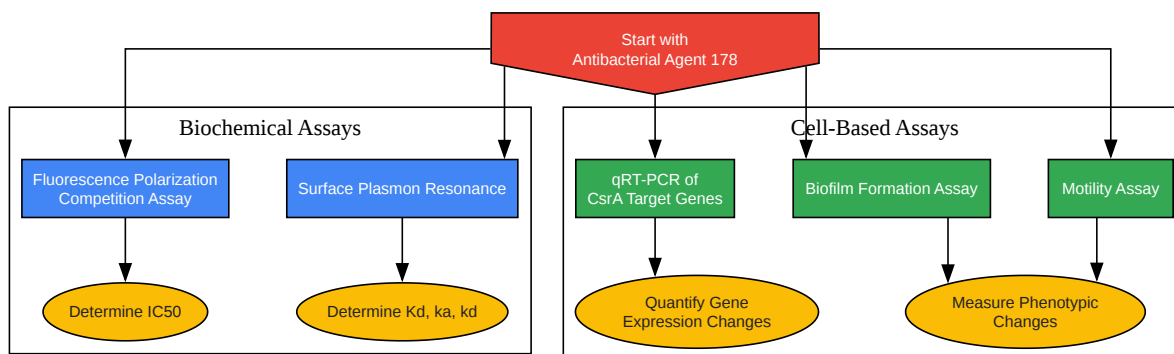 Start with
Antibacterial Agent 178
Biochemical Assays
Cell-Based Assays
Fluorescence Polarization
Competition Assay
Surface Plasmon Resonance
qRT-PCR of
CsrA Target Genes
Biofilm Formation Assay
Motility Assay
Determine IC50
Determine Kd, ka, kd
Quantify Gene
Expression Changes
Measure Phenotypic
Changes